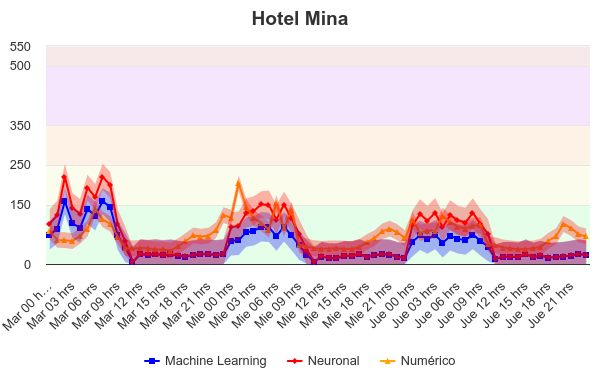 Hotel Mina
550
500
350
250
150
0
Mar 00 h...
Mar 03 hrs
Mar 06 hrs
Mar 09 hrs
Mar 12 hrs
Mar 15 hrs
Mar 18 hrs
Mar 21 hrs
Mie 00 hrs
Mie 03 hrs
Mie 06 hrs
Mie 09 hrs
Mie 12 hrs
Mie 15 hrs
Mie 18 hrs
Mie 21 hrs
Jue 00 hrs
Jue 03 hrs
Jue 06 hrs
Jue 09 hrs
Jue 12 hrs
Jue 15 hrs
Jue 18 hrs
Jue 21 hrs
Machine Learning Neuronal Numérico